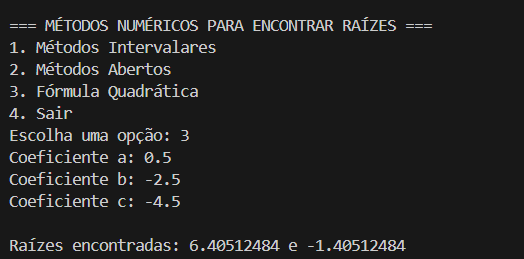 === MÉTODOS NUMÉRICOS PARA ENCONTRAR RAÍZES ===
1. Métodos Intervalares
2. Métodos Abertos
3. Fórmula Quadrática
4. Sair
Escolha uma opção: 3
Coeficiente a: 0.5
Coeficiente b: -2.5
Coeficiente c: -4.5
Raízes encontradas: 6.40512484 e -1.40512484